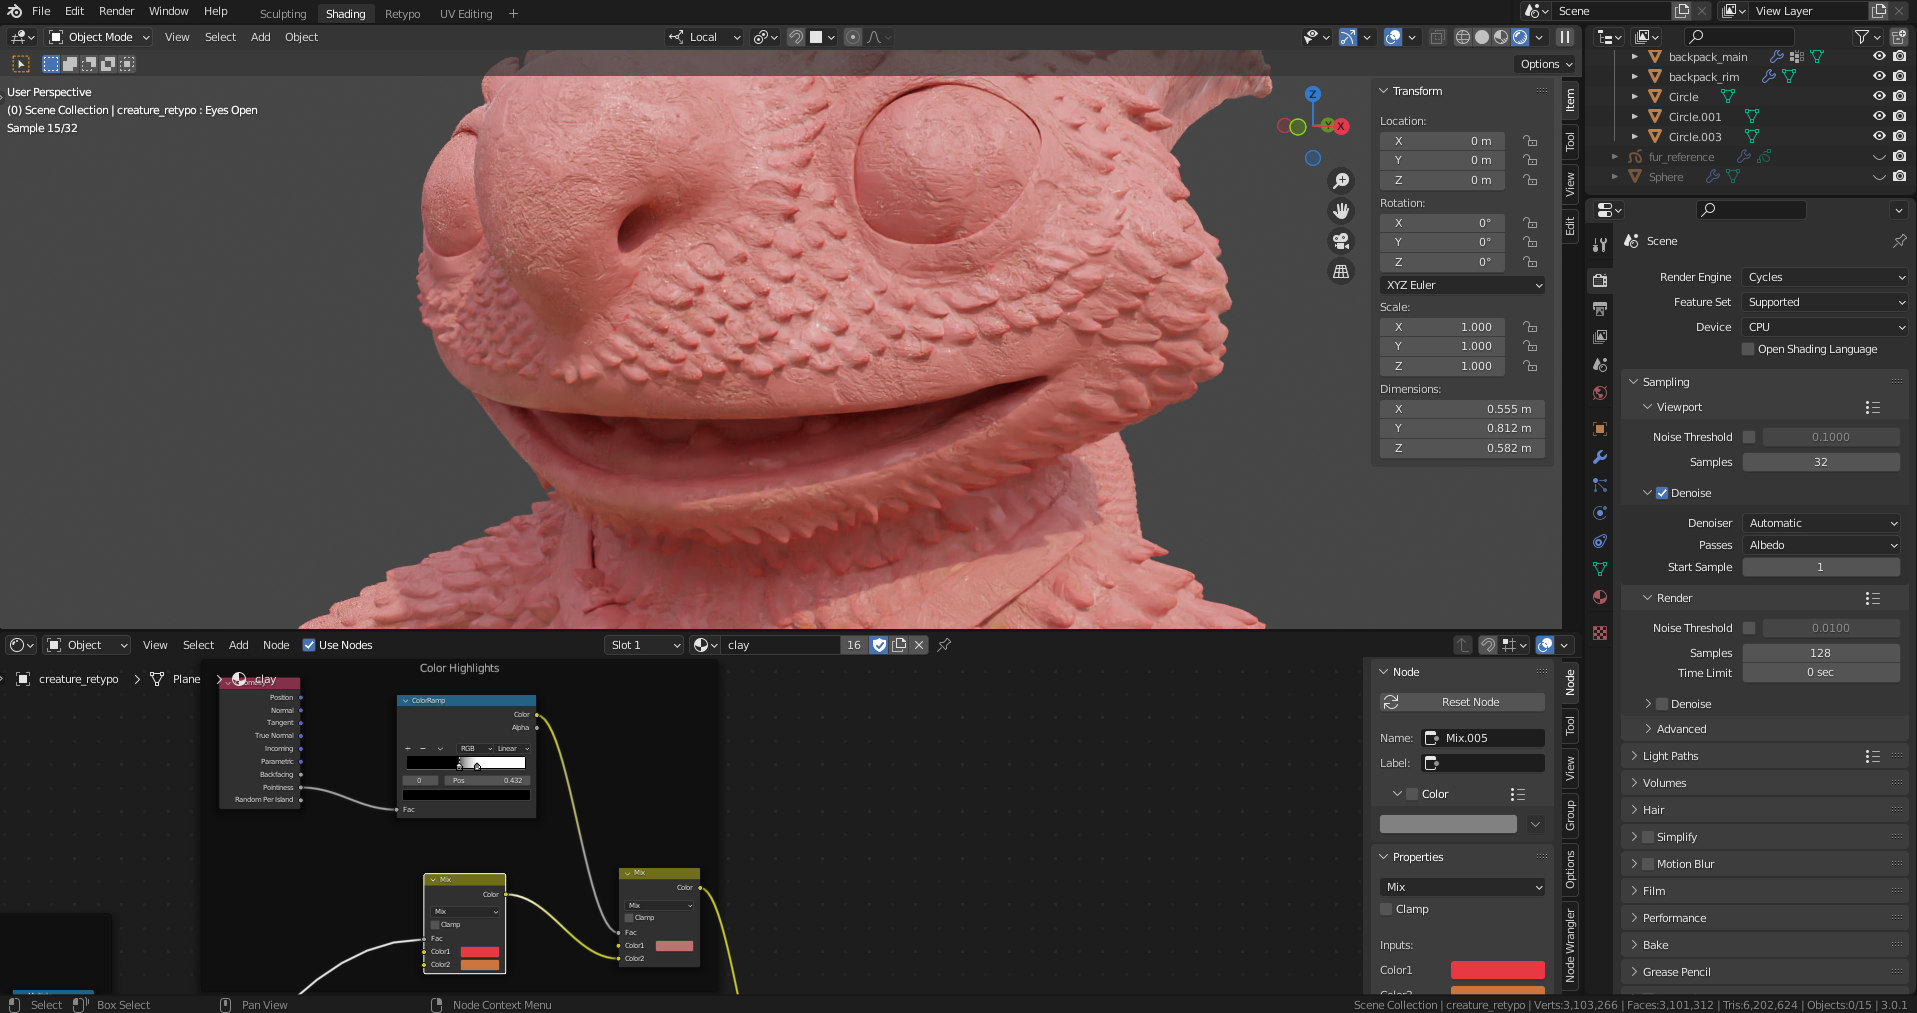 File Edit Render Window Help Sculpting Shading Retypo UV Editing + Scene View Layer
Object Mode View Select Add Object Local
Options
User Perspective
(0) Scene Collection | creature_retypo : Eyes Open
Sample 15/32
Z
Y
X
Transform
Location:
X 0 m
Y 0 m
Z 0 m
Rotation:
X 0°
Y 0°
Z 0°
XYZ Euler
Scale:
X 1.000
Y 1.000
Z 1.000
Dimensions:
X 0.555 m
Y 0.812 m
Z 0.582 m
Item
Tool
View
Edit
backpack_main
backpack_rim
Circle
Circle.001
Circle.003
fur_reference
Sphere
Scene
Render Engine Cycles
Feature Set Supported
Device CPU
Open Shading Language
Sampling
Viewport
Noise Threshold 0.1000
Samples 32
Denoise
Denoiser Automatic
Passes Albedo
Start Sample 1
Render
Noise Threshold 0.0100
Samples 128
Time Limit 0 sec
Denoise
Advanced
Light Paths
Volumes
Hair
Simplify
Motion Blur
Film
Performance
Bake
Grease Pencil
Object View Select Add Node Use Nodes Slot 1 clay 16
creature_retypo > Plane > clay
Color Highlights
Position
Normal
Tangent
True Normal
Incoming
Parametric
Backfacing
Pointiness
Random Per Island
ColorRamp
Color
Alpha
+ − RGB Linear
0 Pos 0.432
Fac
Mix
Color
Mix
Clamp
Fac
Color1
Color2
Mix
Color
Mix
Clamp
Fac
Color1
Color2
Node
Reset Node
Name: Mix.005
Label:
Color
Properties
Mix
Clamp
Inputs:
Color1
Node
Tool
View
Group
Options
Node Wrangler
Select Box Select Pan View Node Context Menu
Scene Collection | creature_retypo | Verts:3,103,266 | Faces:3,101,312 | Tris:6,202,624 | Objects:0/15 | 3.0.1